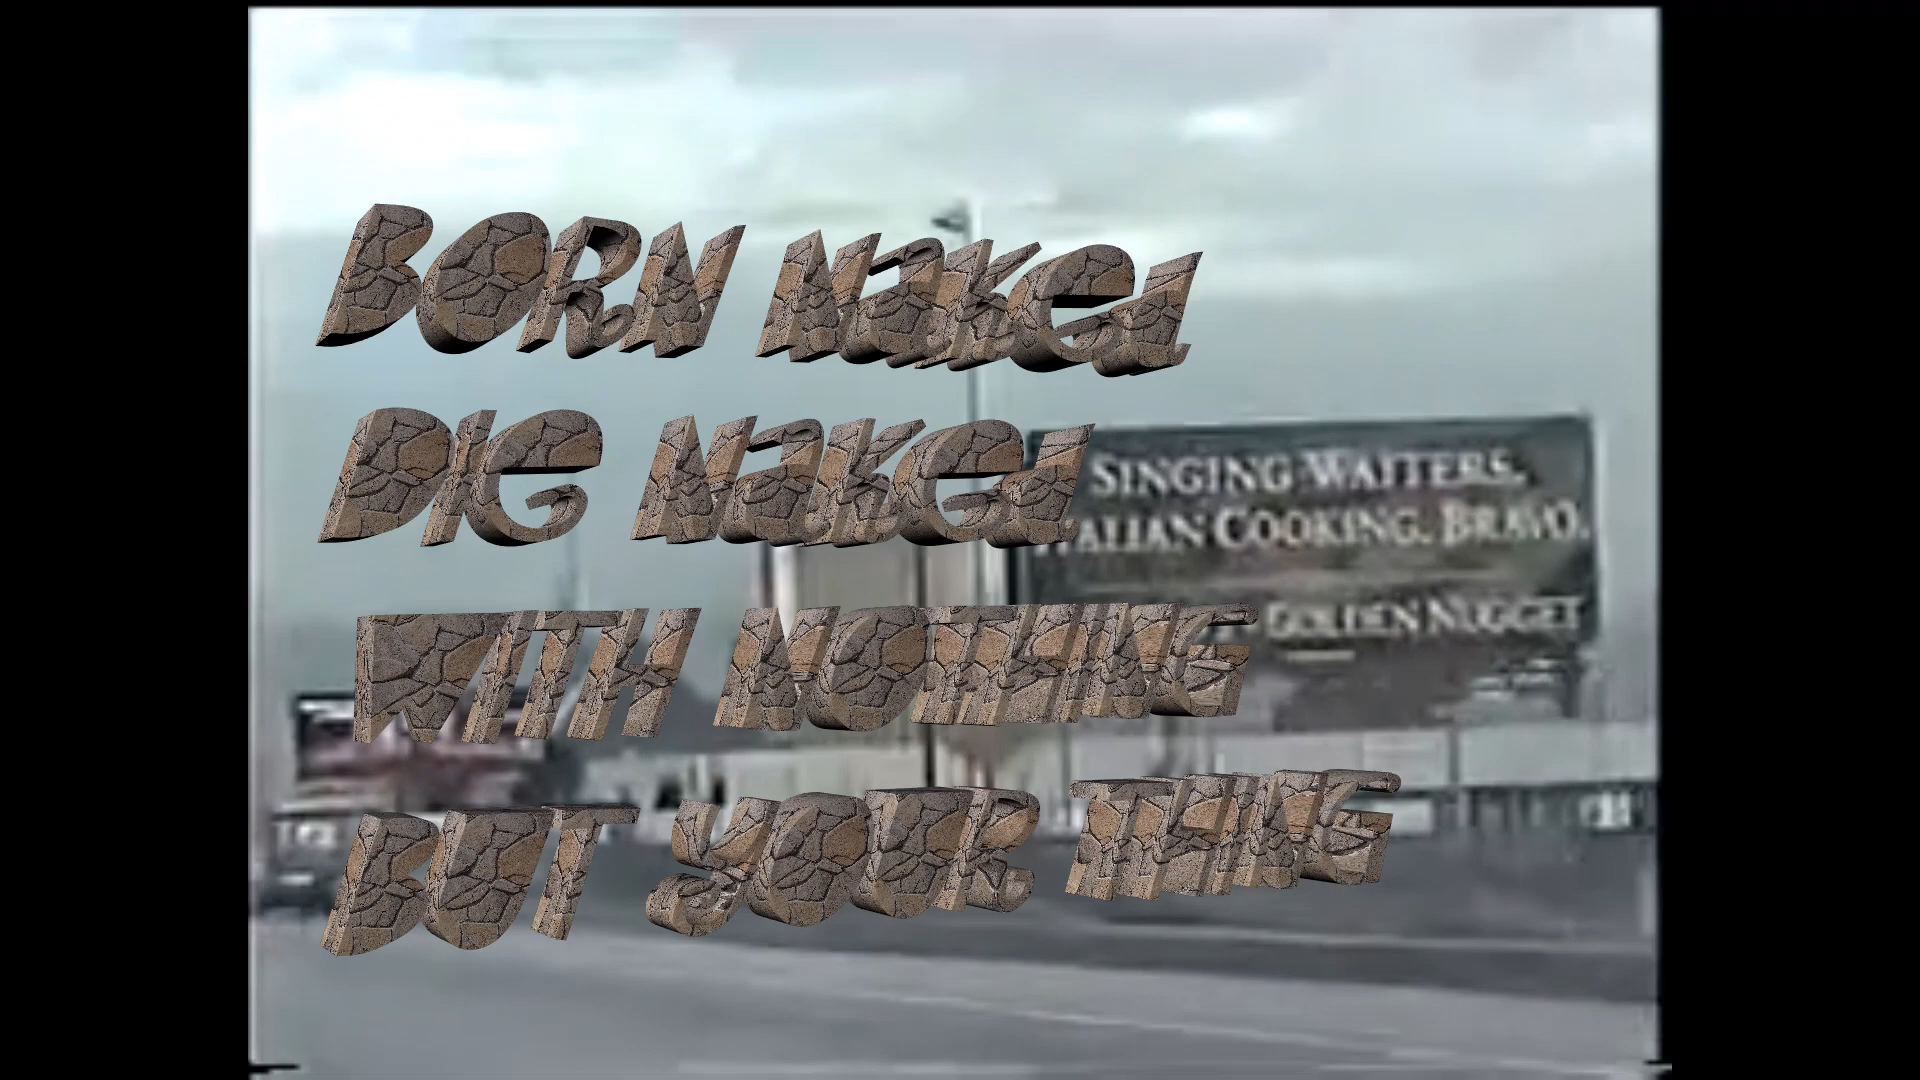 BORN NAKED
DIE NAKED
WITH NOTHING
BUT YOUR THING
SINGING WAITERS.
ITALIAN COOKING. BRAVO.
GOLDEN NUGGET